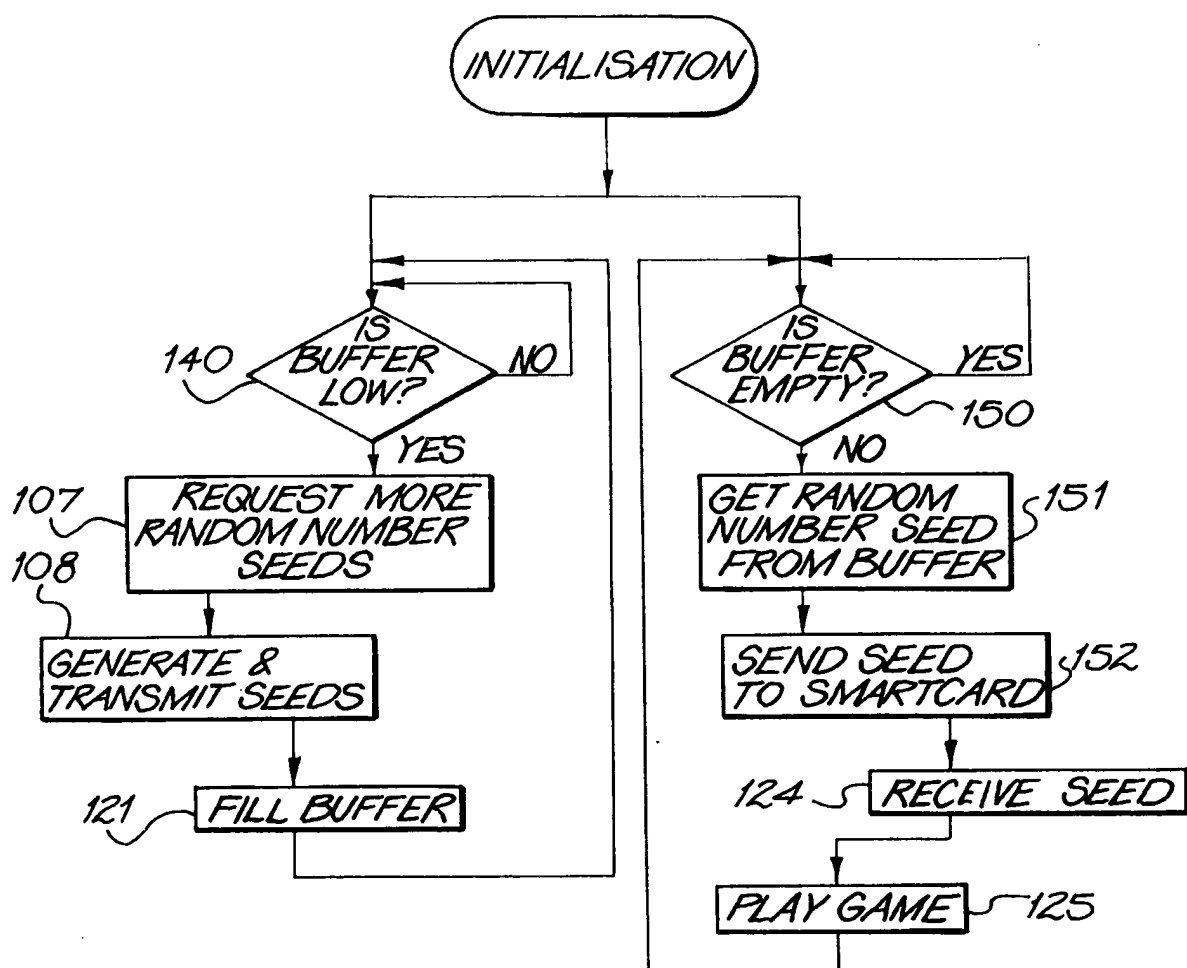 INITIALISATION
IS
BUFFER
LOW?
140
NO
YES
REQUEST MORE
RANDOM NUMBER
SEEDS
107
108
GENERATE &
TRANSMIT SEEDS
121
FILL BUFFER
IS
BUFFER
EMPTY?
YES
150
NO
GET RANDOM
NUMBER SEED
FROM BUFFER
151
SEND SEED
TO SMARTCARD
152
124
RECEIVE SEED
PLAY GAME
125